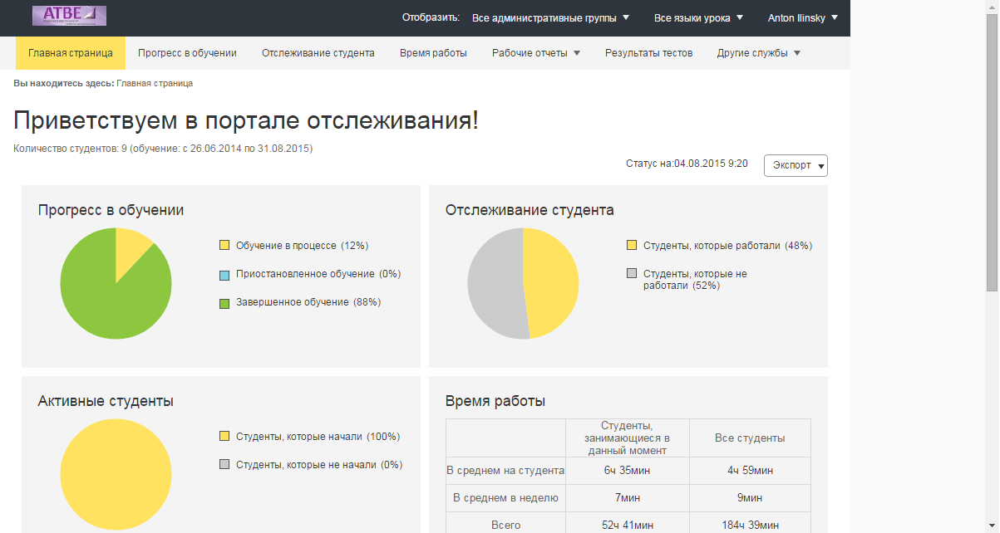 ATBE
Отобразить:
Все административные группы
Все языки урока
Anton Ilinsky
Главная страница
Прогресс в обучении
Отслеживание студента
Время работы
Рабочие отчеты
Результаты тестов
Другие службы
Вы находитесь здесь: Главная страница
Приветствуем в портале отслеживания!
Количество студентов: 9 (обучение: с 26.06.2014 по 31.08.2015)
Статус на:04.08.2015 9:20
Экспорт
Прогресс в обучении
Обучение в процессе (12%)
Приостановленное обучение (0%)
Завершенное обучение (88%)
Отслеживание студента
Студенты, которые работали (48%)
Студенты, которые не
работали (52%)
Активные студенты
Студенты, которые начали (100%)
Студенты, которые не начали (0%)
Время работы
Студенты,
занимающиеся в
данный момент
Все студенты
В среднем на студента
6ч 35мин
4ч 59мин
В среднем в неделю
7мин
9мин
Всего
52ч 41мин
184ч 39мин